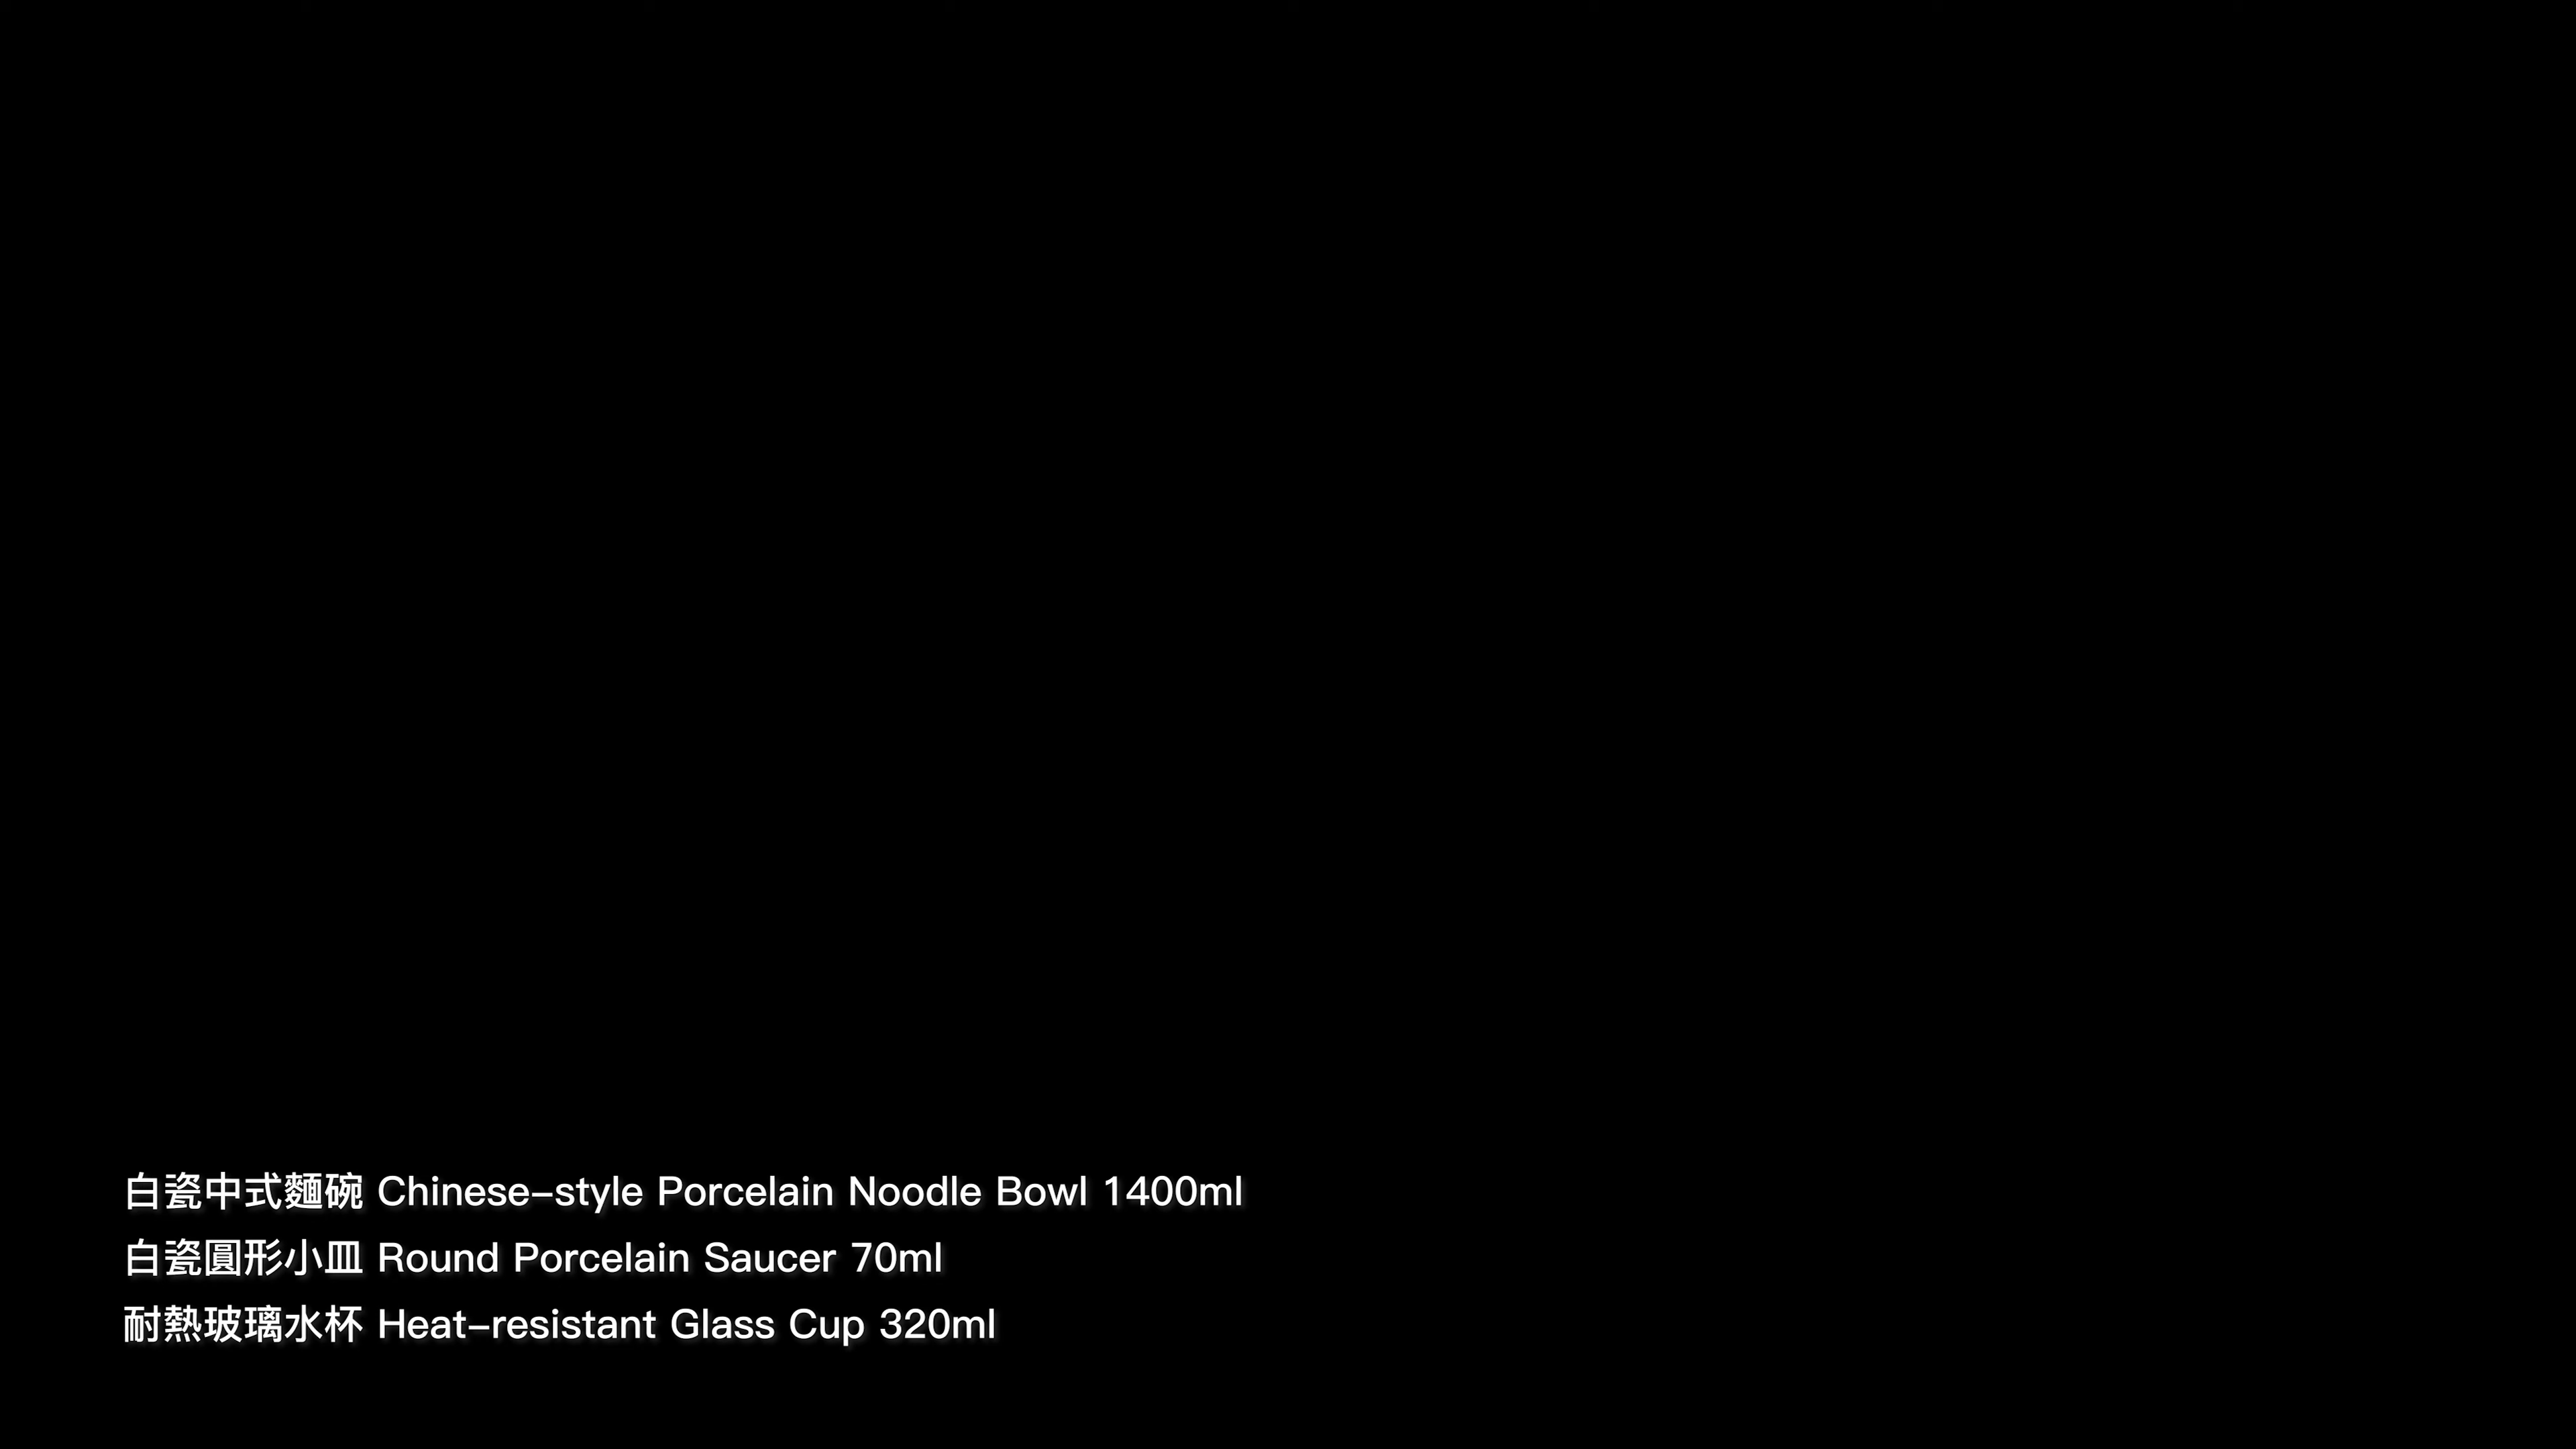 白瓷中式麵碗 Chinese-style Porcelain Noodle Bowl 1400ml
白瓷圓形小皿 Round Porcelain Saucer 70ml
耐熱玻璃水杯 Heat-resistant Glass Cup 320ml